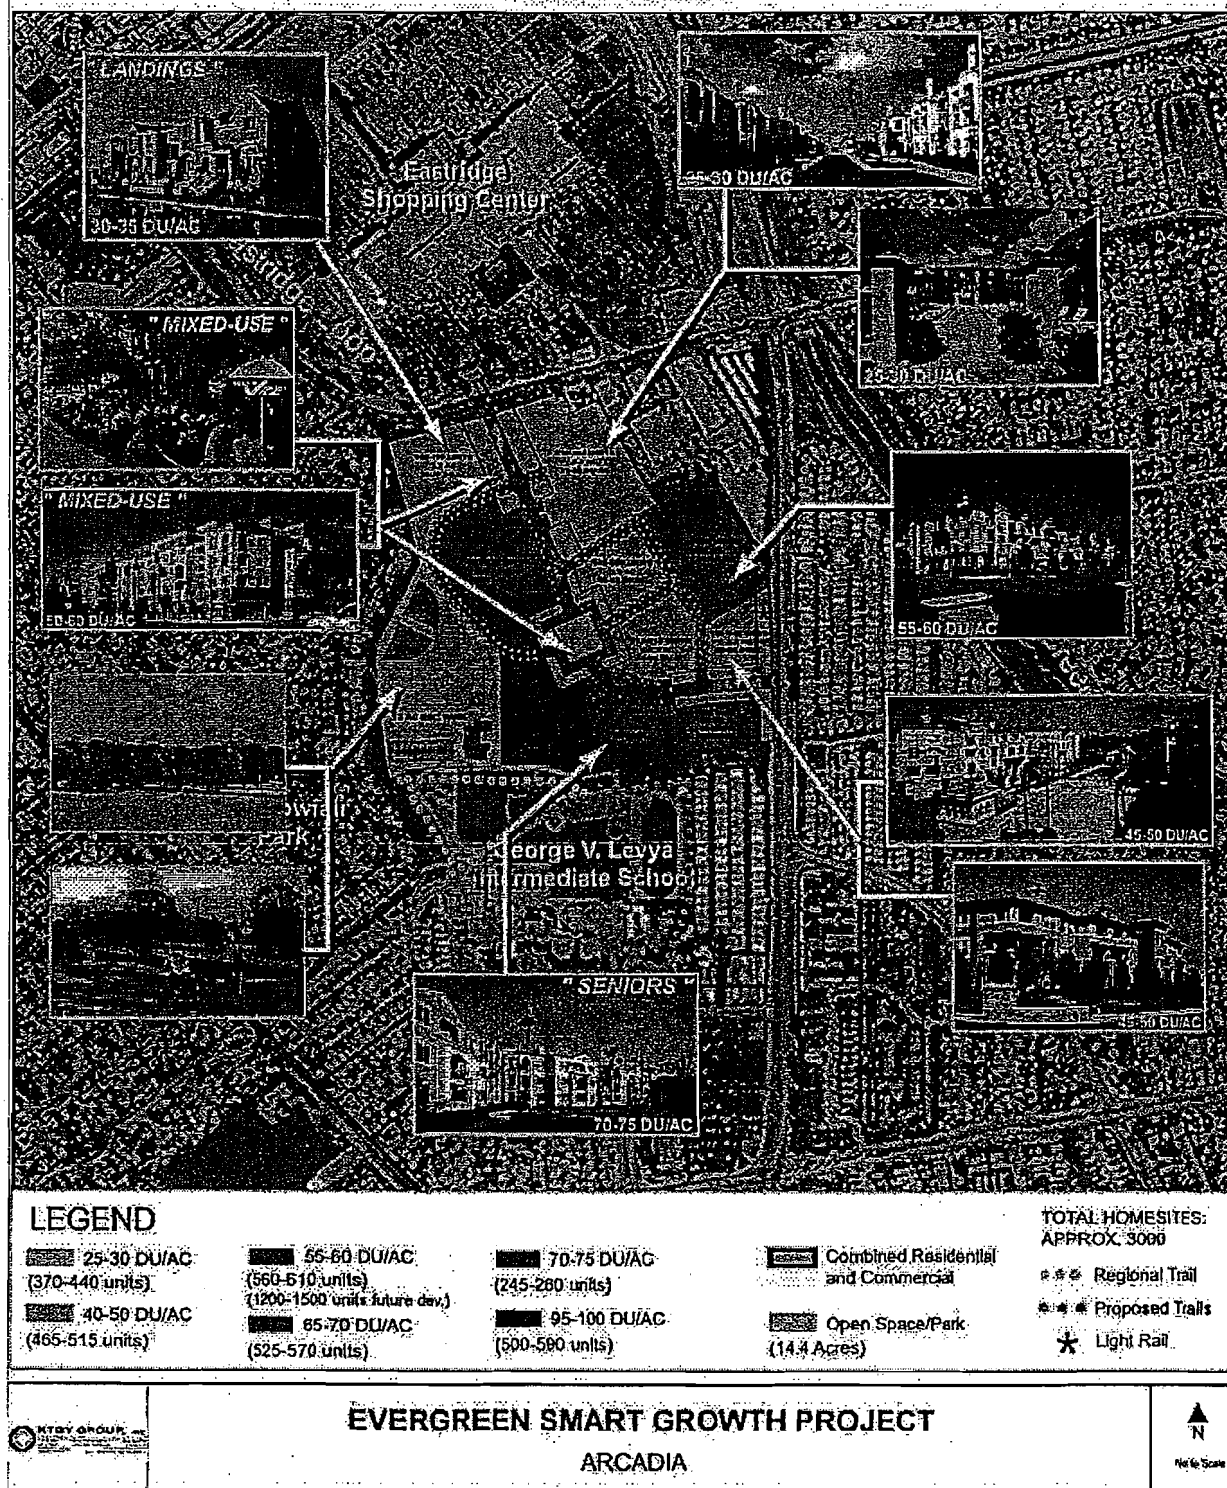 "LANDINGS"
30-35 DU/AC
Eastridge
Shopping Center
25-30 DU/AC
25-30 DU/AC
"MIXED-USE"
"MIXED-USE"
50-60 DU/AC
55-60 DU/AC
Park
45-50 DU/AC
George V. Levya
Intermediate School
45-50 DU/AC
"SENIORS"
70-75 DU/AC
LEGEND
25-30 DU/AC
(370-440 units)
40-50 DU/AC
(465-515 units)
55-60 DU/AC
(560-610 units)
(1200-1500 units future dev.)
65-70 DU/AC
(525-570 units)
70-75 DU/AC
(245-260 units)
95-100 DU/AC
(500-590 units)
Combined Residential
and Commercial
Open Space/Park
(14.4 Acres)
TOTAL HOMESITES:
APPROX. 3000
Regional Trail
Proposed Trails
Light Rail
EVERGREEN SMART GROWTH PROJECT
ARCADIA
N
No to Scale